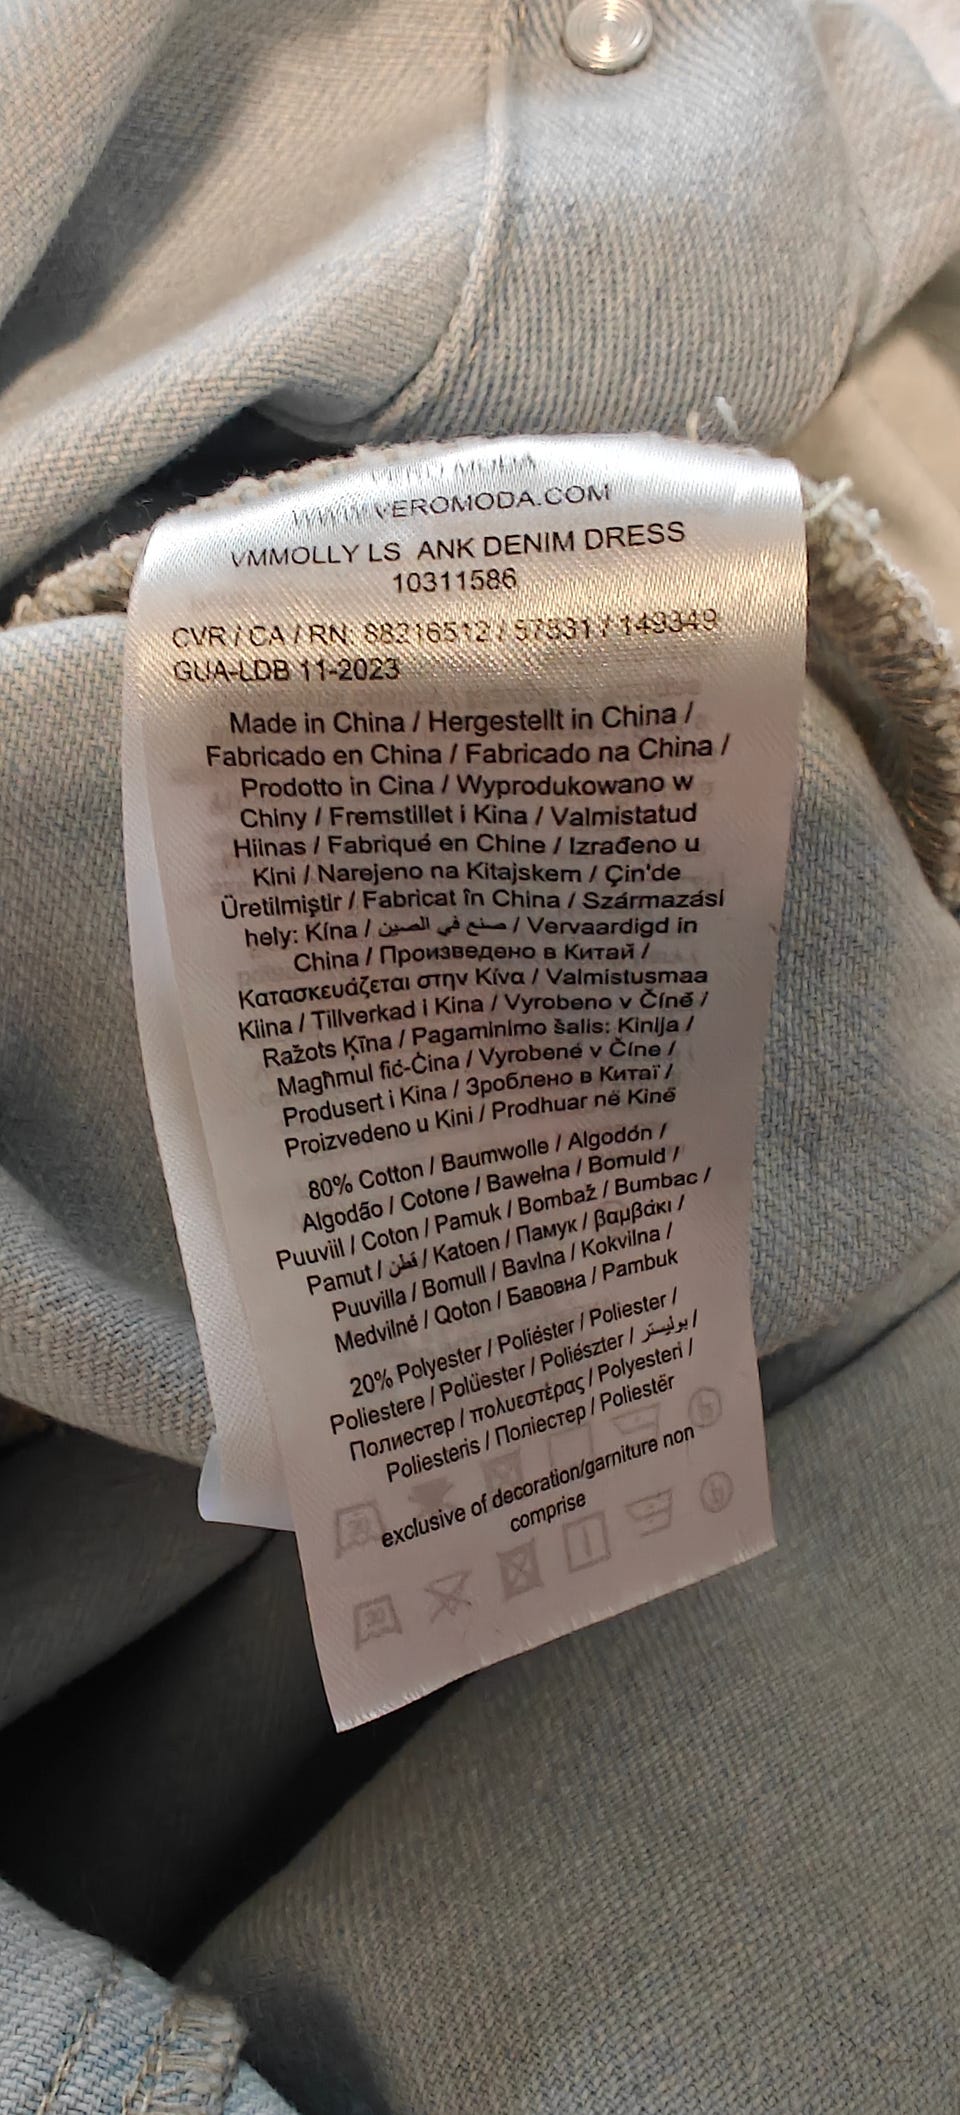 VERO MODA
WWW.VEROMODA.COM
VMMOLLY LS ANK DENIM DRESS
10311586
CVR / CA / RN: 88216512 / 57831 / 149349
GUA-LDB 11-2023
Made in China / Hergestellt in China /
Fabricado en China / Fabricado na China /
Prodotto in Cina / Wyprodukowano w
Chiny / Fremstillet i Kina / Valmistatud
Hiinas / Fabriqué en Chine / Izrađeno u
Kini / Narejeno na Kitajskem / Çin'de
Üretilmiştir / Fabricat în China / Származási
hely: Kína / صنع في الصين / Vervaardigd in
China / Произведено в Китай /
Κατασκευάζεται στην Κίνα / Valmistusmaa
Kiina / Tillverkad i Kina / Vyrobeno v Číně /
Ražots Ķīna / Pagaminimo šalis: Kinija /
Magħmul fić-Ċina / Vyrobené v Číne /
Produsert i Kina / Зроблено в Китаї /
Proizvedeno u Kini / Prodhuar në Kinë
80% Cotton / Baumwolle / Algodón /
Algodão / Cotone / Bawełna / Bomuld /
Puuviil / Coton / Pamuk / Bombaž / Bumbac /
Pamut / قطن / Katoen / Памук / βαμβάκι /
Puuvilla / Bomull / Bavlna / Kokvilna /
Medvilnė / Qoton / Бавовна / Pambuk
20% Polyester / Poliéster / Poliester /
Poliestere / Polüester / Poliészter / بوليستر /
Полиестер / πολυεστέρας / Polyesteri /
Poliesteris / Поліестер / Poliestër
exclusive of decoration/garniture non
comprise